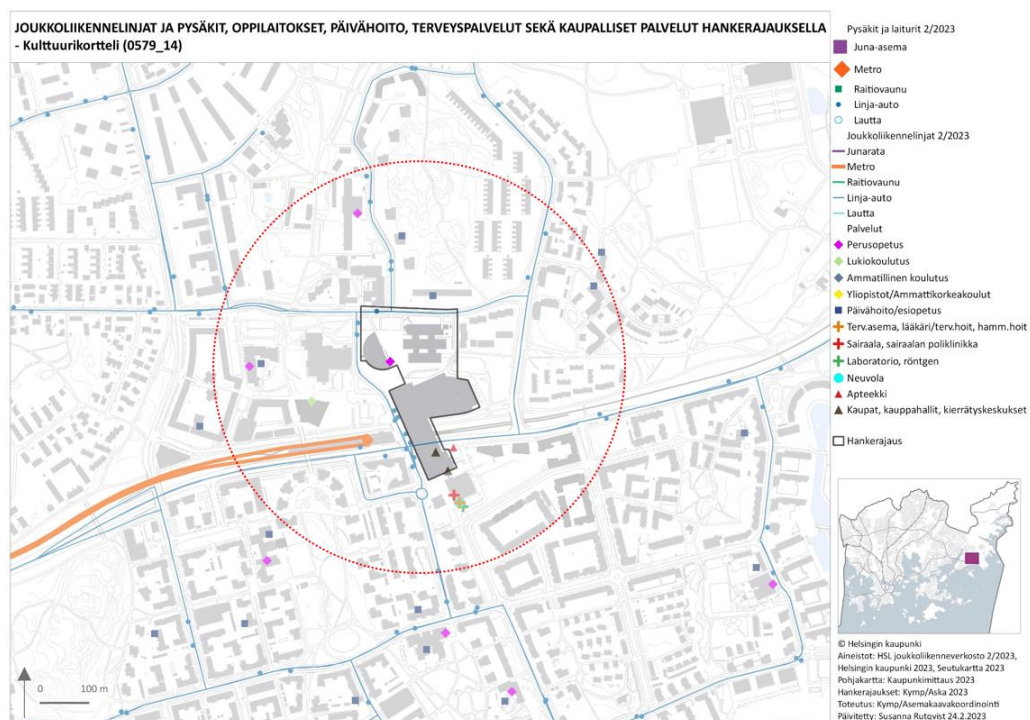 JOUKKOLIIKENNELINJAT JA PYSÄKIT, OPPILAITOKSET, PÄIVÄHOITO, TERVEYSPALVELUT SEKÄ KAUPALLISET PALVELUT HANKERAJAUKSELLA
- Kulttuurikortteli (0579_14)
Pysäkit ja laiturit 2/2023
Juna-asema
Metro
Raitiovaunu
Linja-auto
Lautta
Joukkoliikennelinjat 2/2023
Junarata
Metro
Raitiovaunu
Linja-auto
Lautta
Palvelut
Perusopetus
Lukiokoulutus
Ammatillinen koulutus
Yliopistot/Ammattikorkeakoulut
Päivähoito/esiopetus
Terv.asema, lääkäri/terv.hoit, hamm.hoit
Sairaala, sairaalan poliklinikka
Laboratorio, röntgen
Neuvola
Apteekki
Kaupat, kauppahallit, kierrätyskeskukset
Hankerajaus
0 100 m
© Helsingin kaupunki
Aineistot: HSL joukkoliikenneverkosto 2/2023,
Helsingin kaupunki 2023, Seutukartta 2023
Pohjakartta: Kaupunkimittaus 2023
Hankerajaukset: Kymp/Aska 2023
Toteutus: Kymp/Asemakaavakoordinointi
Päivitetty: Susanna Rutqvist 24.2.2023